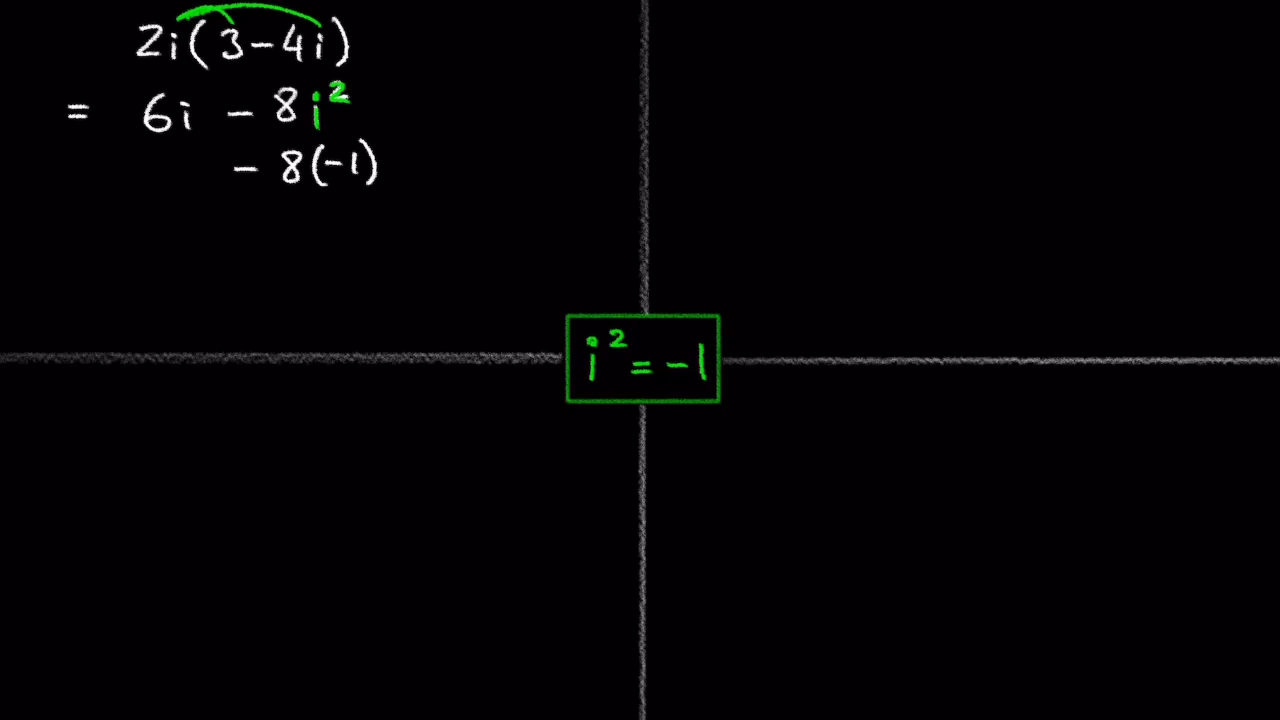 2i(3-4i)
= 6i - 8i²
- 8(-1)
i² = -1